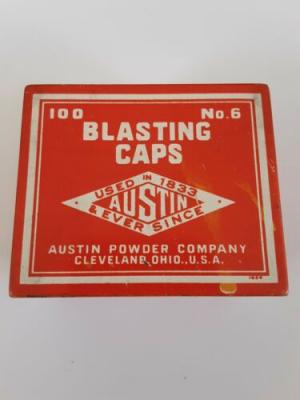 100 No. 6
BLASTING
CAPS
USED IN 1833
AUSTIN
& EVER SINCE
AUSTIN POWDER COMPANY
CLEVELAND, OHIO., U.S.A.